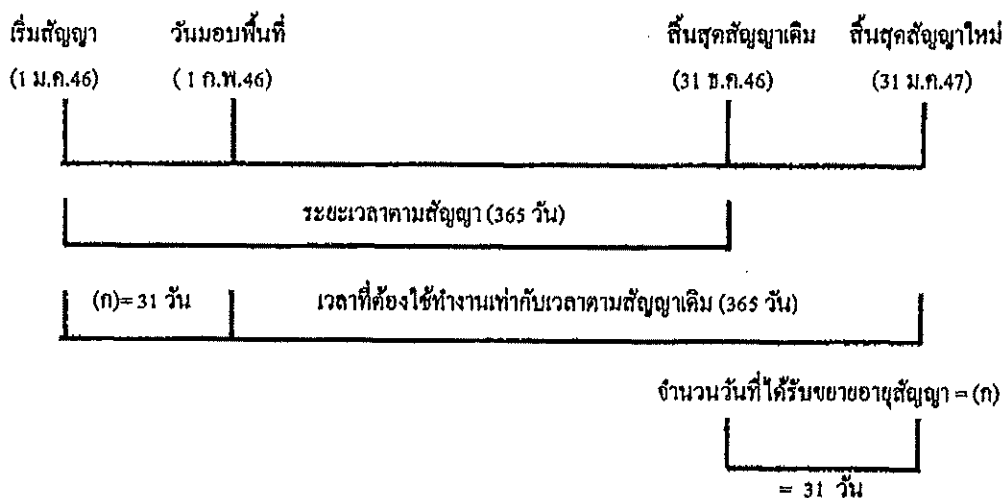 เริ่มสัญญา วันมอบพื้นที่ สิ้นสุดสัญญาเดิม สิ้นสุดสัญญาใหม่
(1 ม.ค.46) (1 ก.พ.46) (31 ธ.ค.46) (31 ม.ค.47)
ระยะเวลาตามสัญญา (365 วัน)
(ก)= 31 วัน เวลาที่ต้องใช้ทำงานเท่ากับเวลาตามสัญญาเดิม (365 วัน)
จำนวนวันที่ได้รับขยายอายุสัญญา = (ก)
= 31 วัน